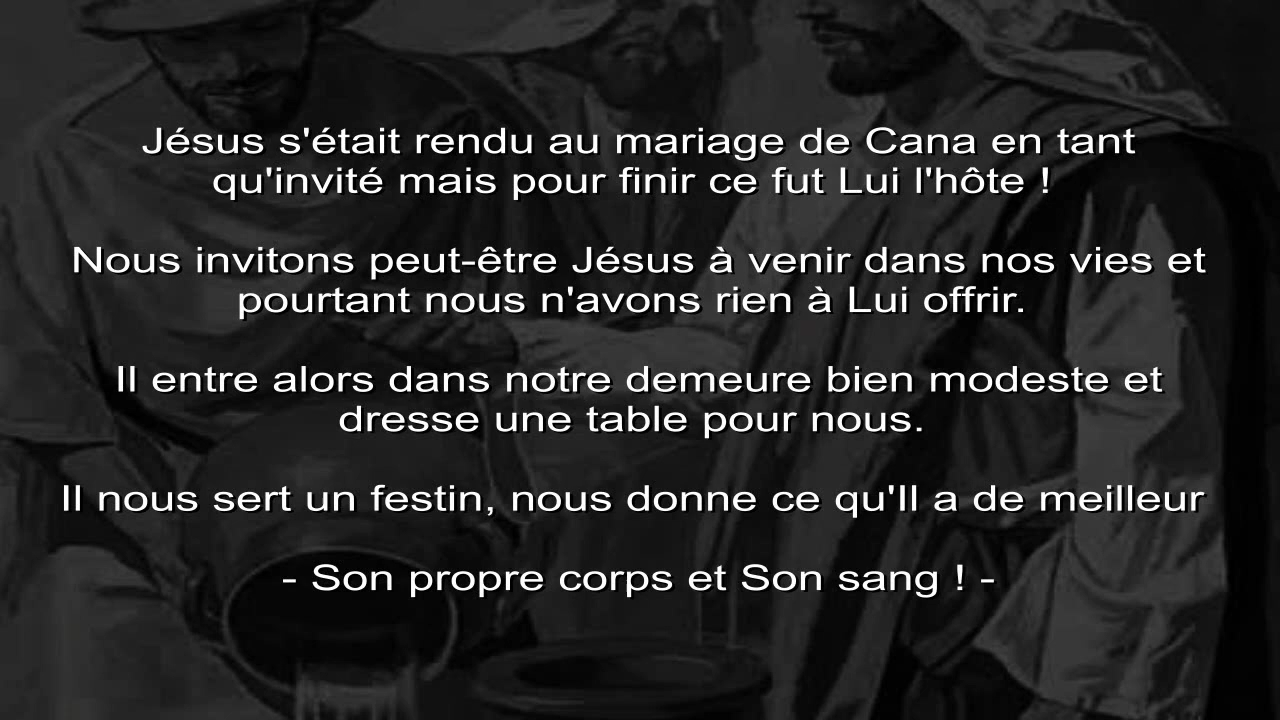 Jésus s'était rendu au mariage de Cana en tant
qu'invité mais pour finir ce fut Lui l'hôte !
Nous invitons peut-être Jésus à venir dans nos vies et
pourtant nous n'avons rien à Lui offrir.
Il entre alors dans notre demeure bien modeste et
dresse une table pour nous.
Il nous sert un festin, nous donne ce qu'Il a de meilleur
- Son propre corps et Son sang ! -